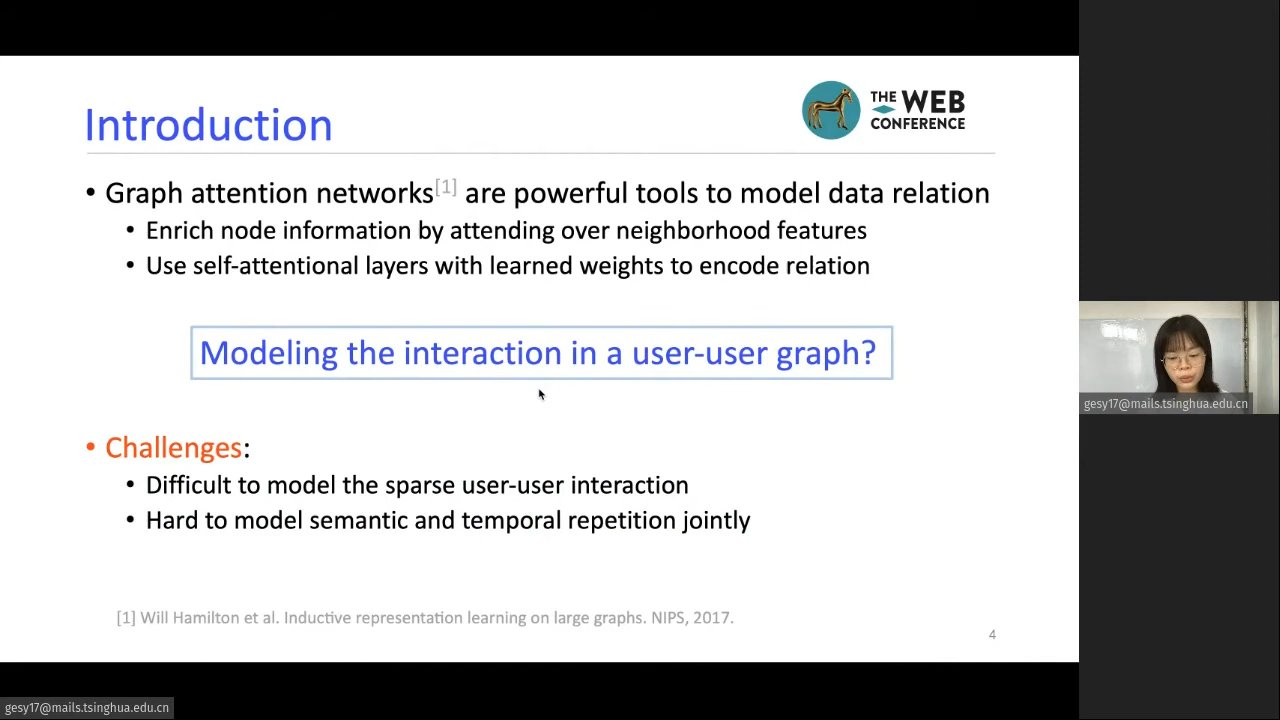 Introduction
THE WEB
CONFERENCE
• Graph attention networks[1] are powerful tools to model data relation
• Enrich node information by attending over neighborhood features
• Use self-attentional layers with learned weights to encode relation
Modeling the interaction in a user-user graph?
• Challenges:
• Difficult to model the sparse user-user interaction
• Hard to model semantic and temporal repetition jointly
[1] Will Hamilton et al. Inductive representation learning on large graphs. NIPS, 2017.
4
gesy17@mails.tsinghua.edu.cn
gesy17@mails.tsinghua.edu.cn